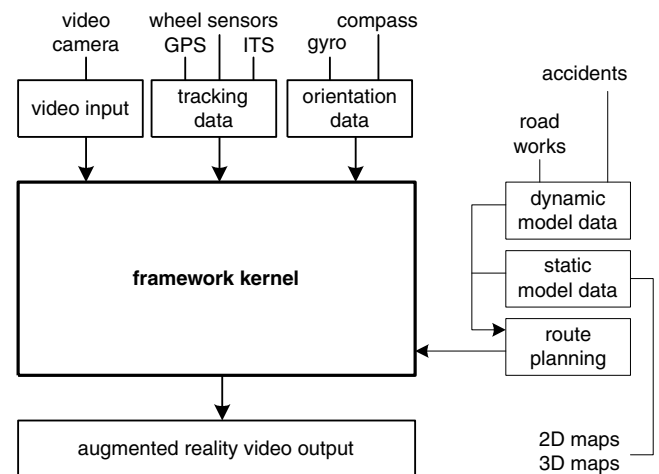 video
camera
wheel sensors
GPS
ITS
compass
gyro
accidents
video input
tracking
data
orientation
data
road
works
dynamic
model data
framework kernel
static
model data
route
planning
augmented reality video output
2D maps
3D maps